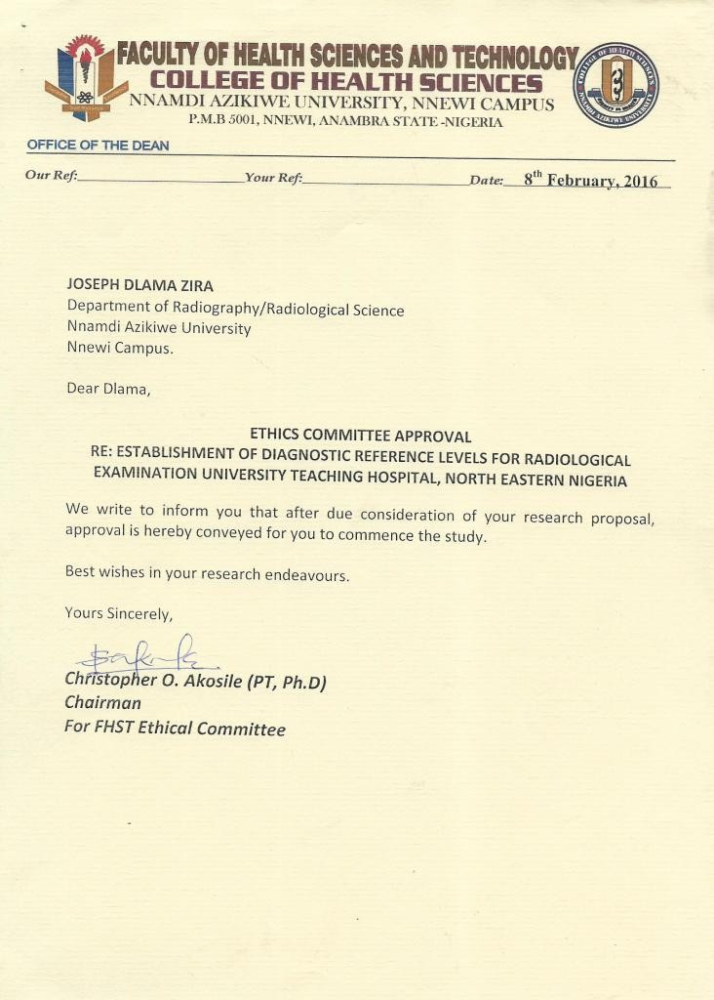 FACULTY OF HEALTH SCIENCES AND TECHNOLOGY
COLLEGE OF HEALTH SCIENCES
NNAMDI AZIKIWE UNIVERSITY, NNEWI CAMPUS
P.M.B 5001, NNEWI, ANAMBRA STATE -NIGERIA
COLLEGE OF HEALTH SCIENCES
NNAMDI AZIKIWE UNIVERSITY
OFFICE OF THE DEAN
Our Ref: Your Ref: Date: 8th February, 2016
JOSEPH DLAMA ZIRA
Department of Radiography/Radiological Science
Nnamdi Azikiwe University
Nnewi Campus.
Dear Dlama,
ETHICS COMMITTEE APPROVAL
RE: ESTABLISHMENT OF DIAGNOSTIC REFERENCE LEVELS FOR RADIOLOGICAL
EXAMINATION UNIVERSITY TEACHING HOSPITAL, NORTH EASTERN NIGERIA
We write to inform you that after due consideration of your research proposal,
approval is hereby conveyed for you to commence the study.
Best wishes in your research endeavours.
Yours Sincerely,
Christopher O. Akosile (PT, Ph.D)
Chairman
For FHST Ethical Committee